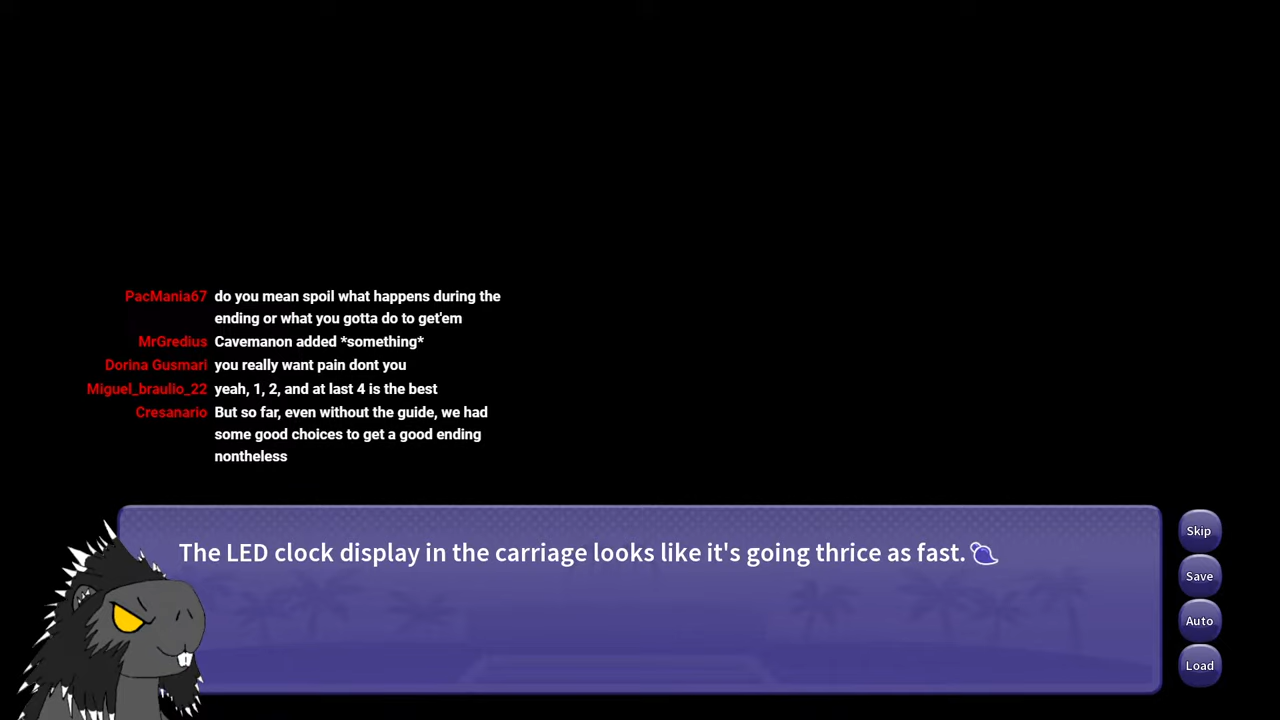 PacMania67 do you mean spoil what happens during the
ending or what you gotta do to get'em
MrGredius Cavemanon added *something*
Dorina Gusmari you really want pain dont you
Miguel_braulio_22 yeah, 1, 2, and at last 4 is the best
Cresanario But so far, even without the guide, we had
some good choices to get a good ending
nontheless
The LED clock display in the carriage looks like it's going thrice as fast.
Skip
Save
Auto
Load